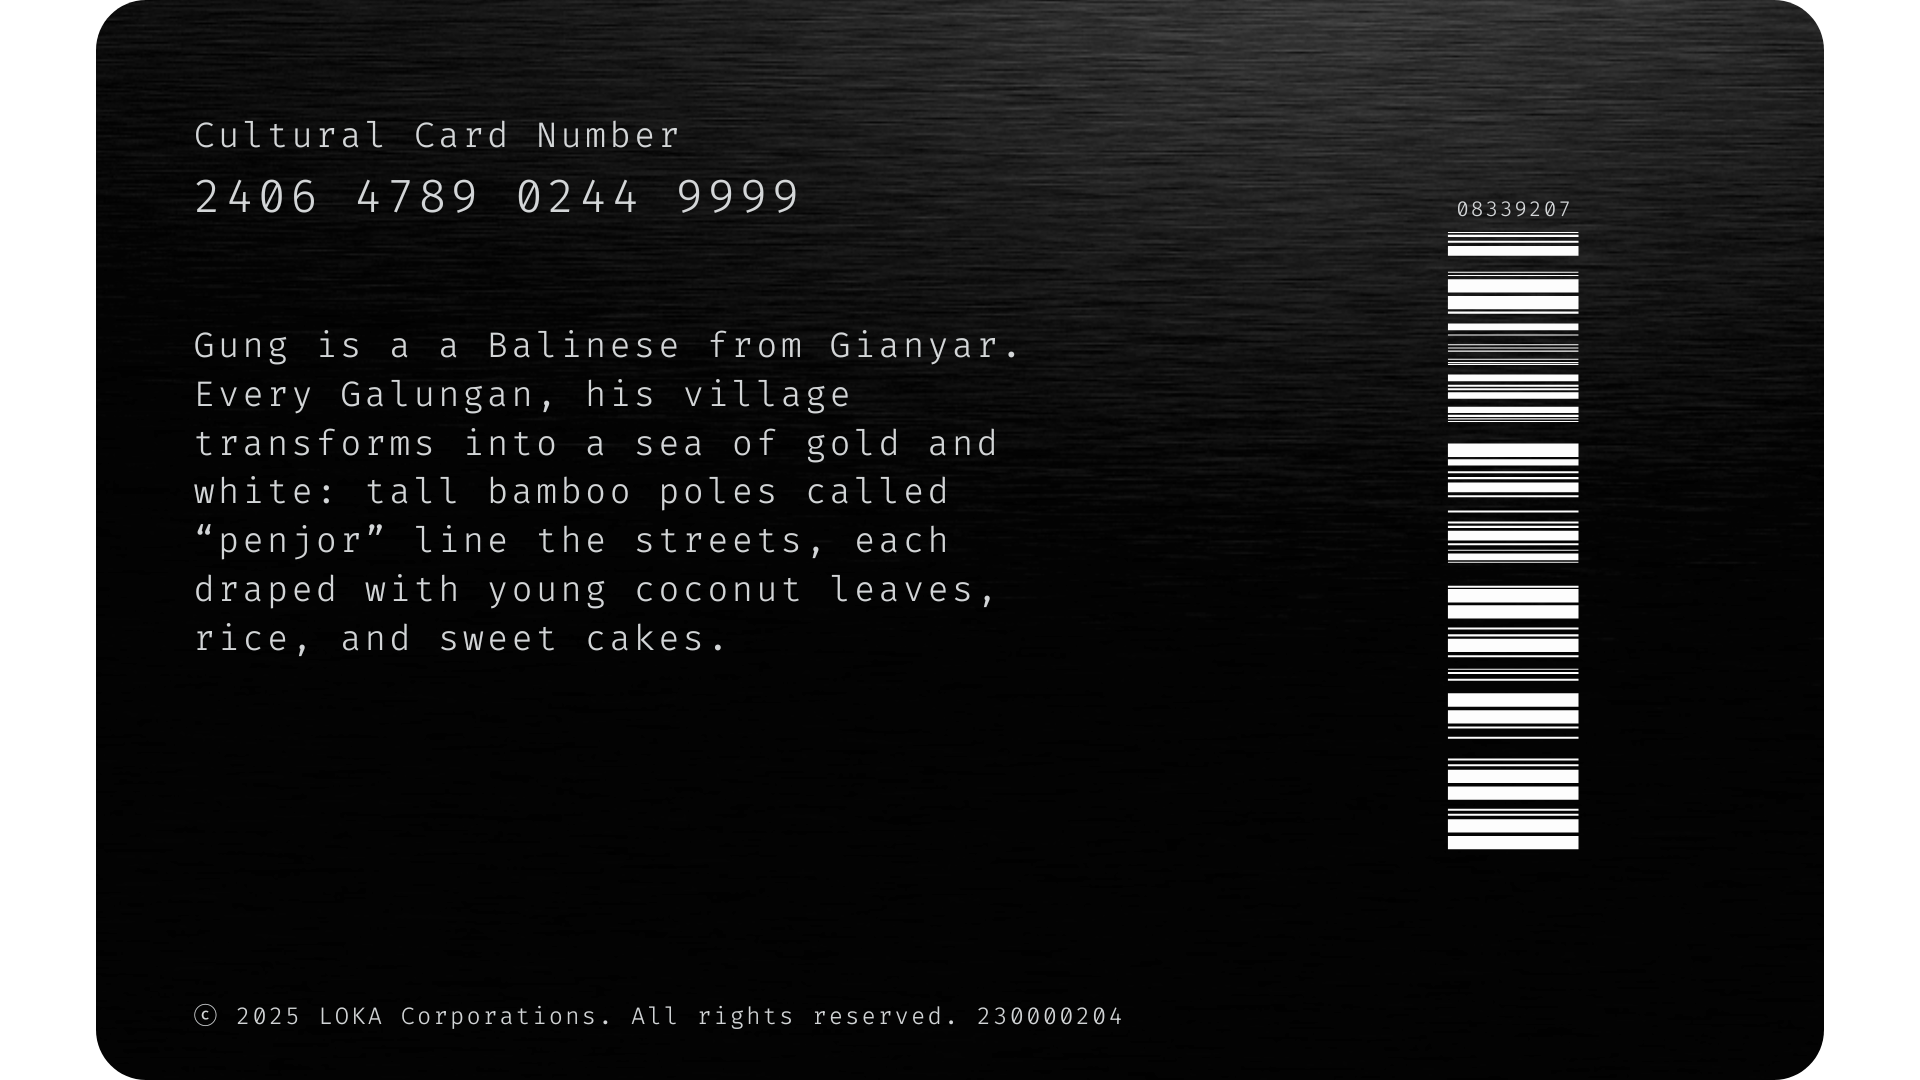 Cultural Card Number
2406 4789 0244 9999
08339207
Gung is a a Balinese from Gianyar.
Every Galungan, his village
transforms into a sea of gold and
white: tall bamboo poles called
“penjor” line the streets, each
draped with young coconut leaves,
rice, and sweet cakes.
© 2025 LOKA Corporations. All rights reserved. 230000204